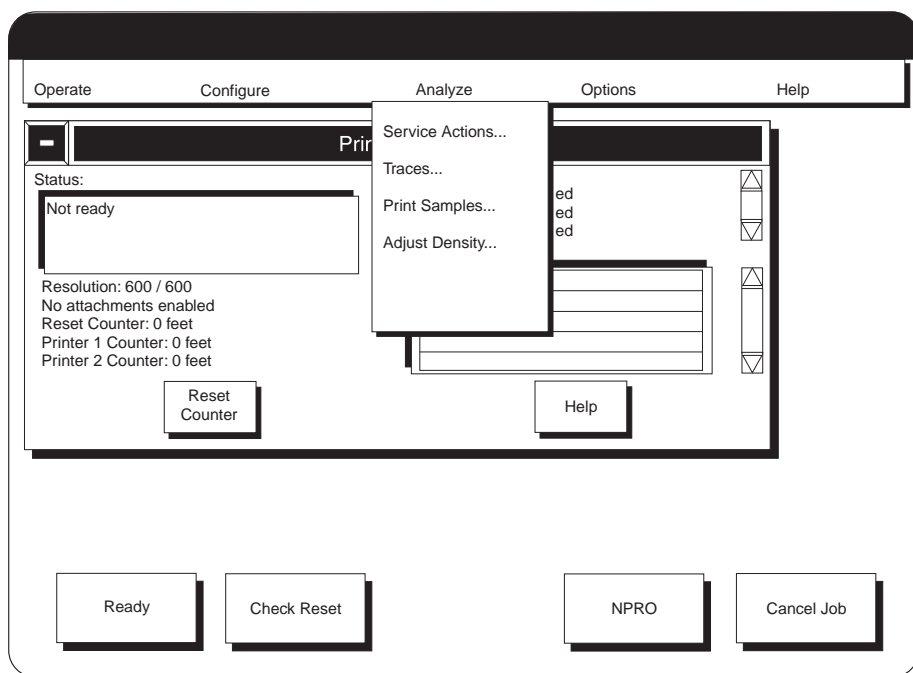 Operate Configure Analyze Options Help
Prin
Service Actions...
Traces...
Print Samples...
Adjust Density...
Status:
Not ready
ed
ed
ed
Resolution: 600 / 600
No attachments enabled
Reset Counter: 0 feet
Printer 1 Counter: 0 feet
Printer 2 Counter: 0 feet
Reset
Counter
Help
Ready Check Reset NPRO Cancel Job